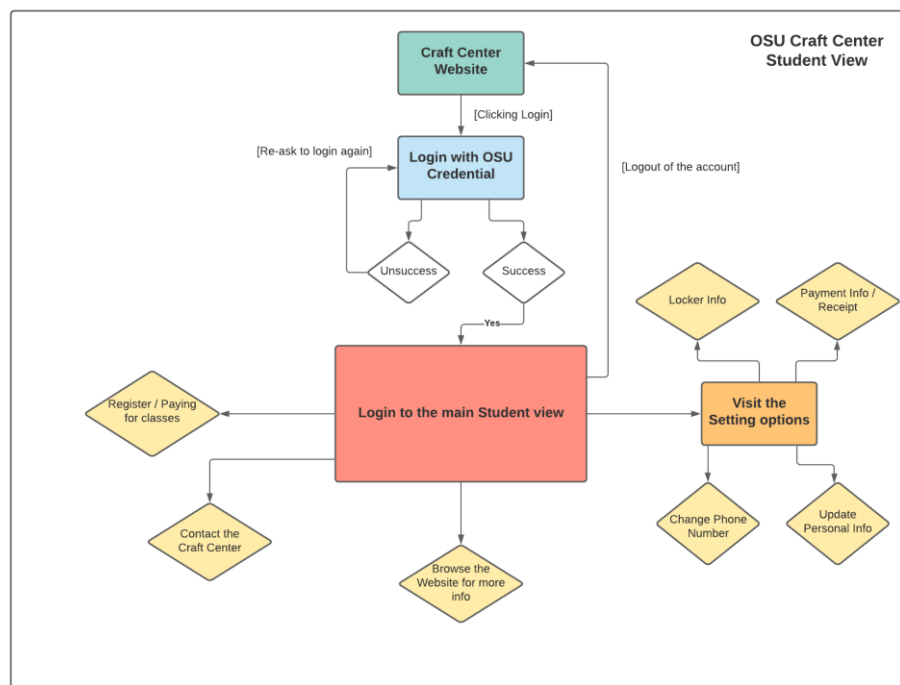 OSU Craft Center
Student View
Craft Center
Website
[Clicking Login]
[Re-ask to login again]
Login with OSU
Credential
[Logout of the account]
Unsuccess
Success
Locker Info
Payment Info /
Receipt
Yes
Register / Paying
for classes
Login to the main Student view
Visit the
Setting options
Contact the
Craft Center
Change Phone
Number
Update
Personal Info
Browse the
Website for more
info